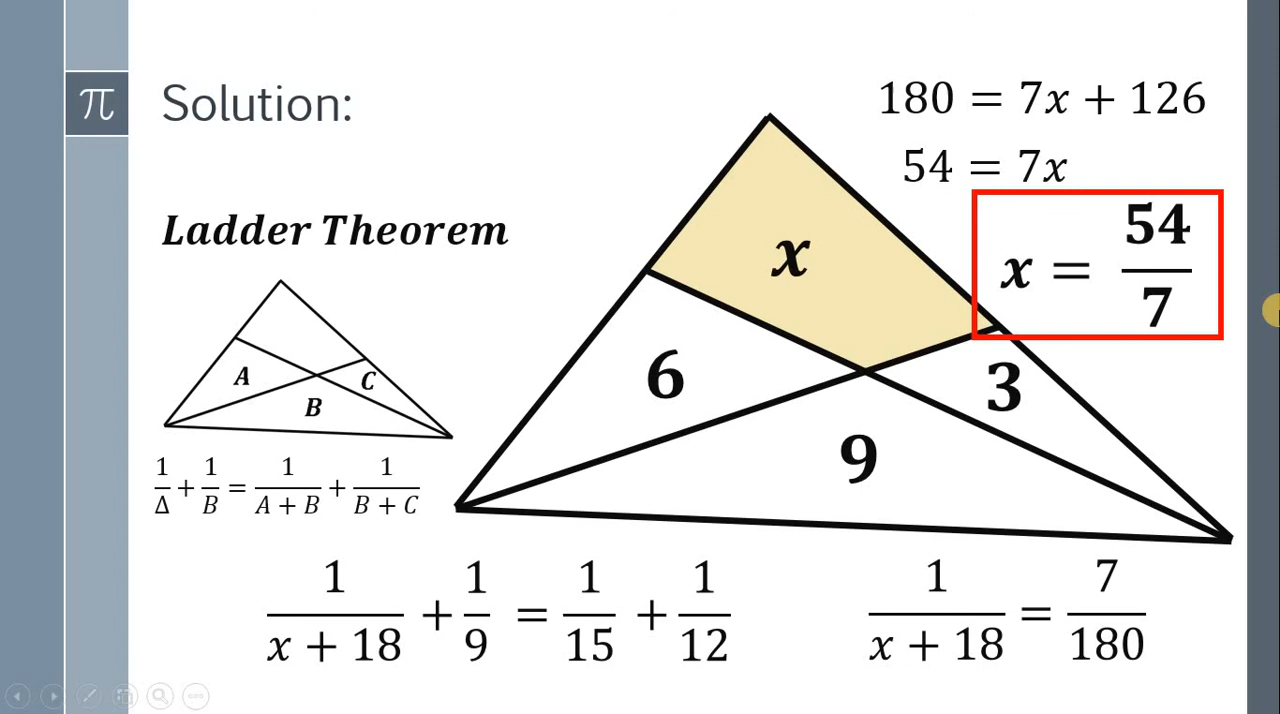 π
Solution:
180 = 7x + 126
54 = 7x
x = 54/7
Ladder Theorem
A
B
C
1/Δ + 1/B = 1/(A + B) + 1/(B + C)
x
6
3
9
1/(x + 18) + 1/9 = 1/15 + 1/12
1/(x + 18) = 7/180